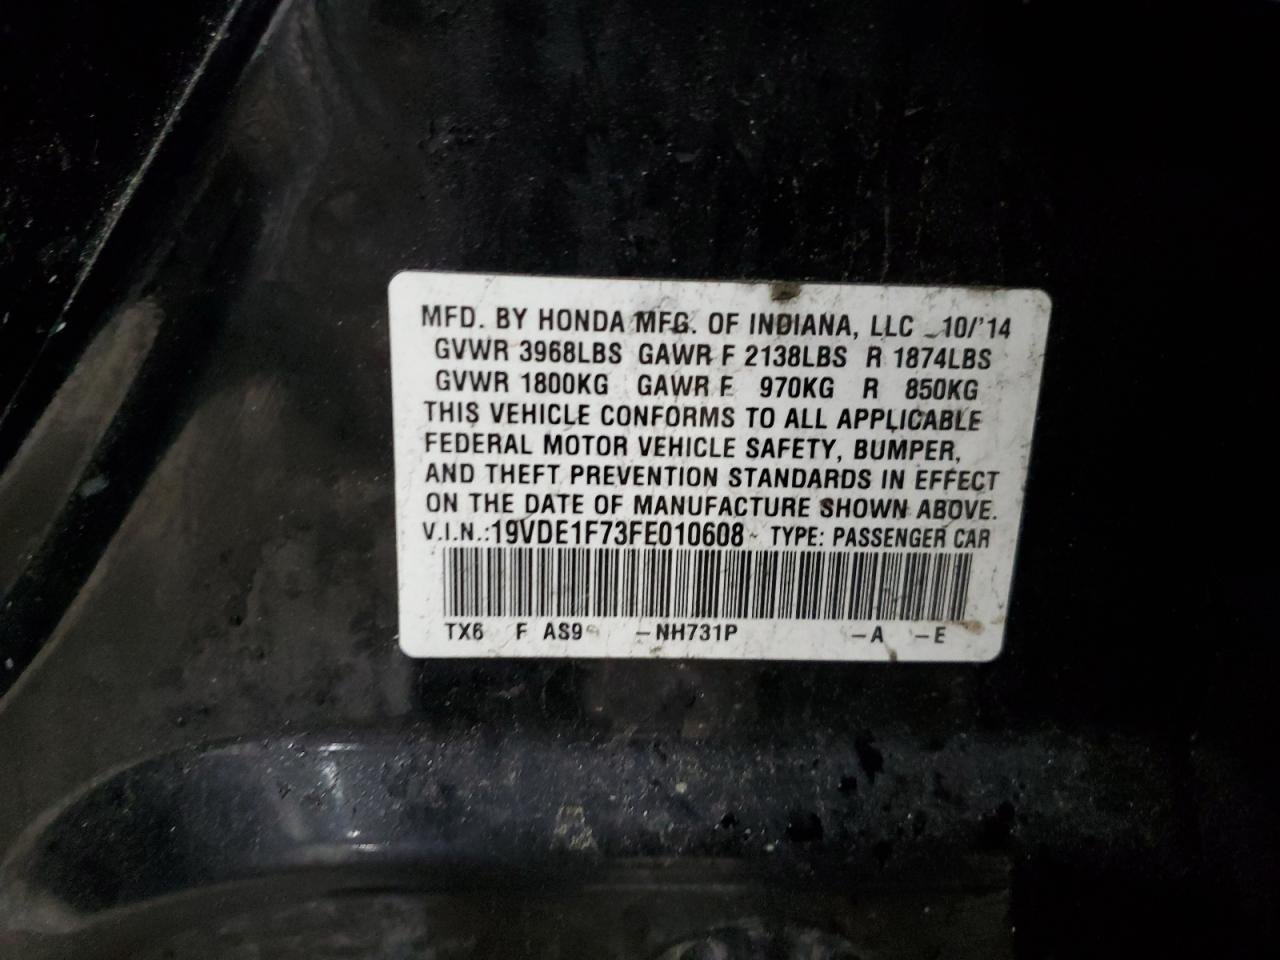 MFD. BY HONDA MFG. OF INDIANA, LLC 10/'14
GVWR 3968LBS GAWR F 2138LBS R 1874LBS
GVWR 1800KG GAWR F 970KG R 850KG
THIS VEHICLE CONFORMS TO ALL APPLICABLE
FEDERAL MOTOR VEHICLE SAFETY, BUMPER,
AND THEFT PREVENTION STANDARDS IN EFFECT
ON THE DATE OF MANUFACTURE SHOWN ABOVE.
V.I.N.:19VDE1F73FE010608 TYPE: PASSENGER CAR
TX6 F AS9 -NH731P -A -E